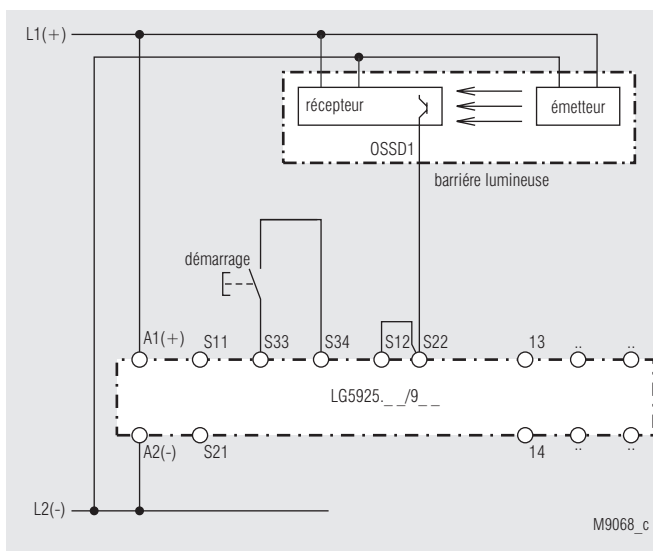 L1(+)
récepteur
émetteur
OSSD1
barriére lumineuse
démarrage
A1(+) S11 S33 S34 S12 S22 13 .. ..
LG5925._ _/9_ _
A2(-) S21 14 .. ..
L2(-)
M9068_c